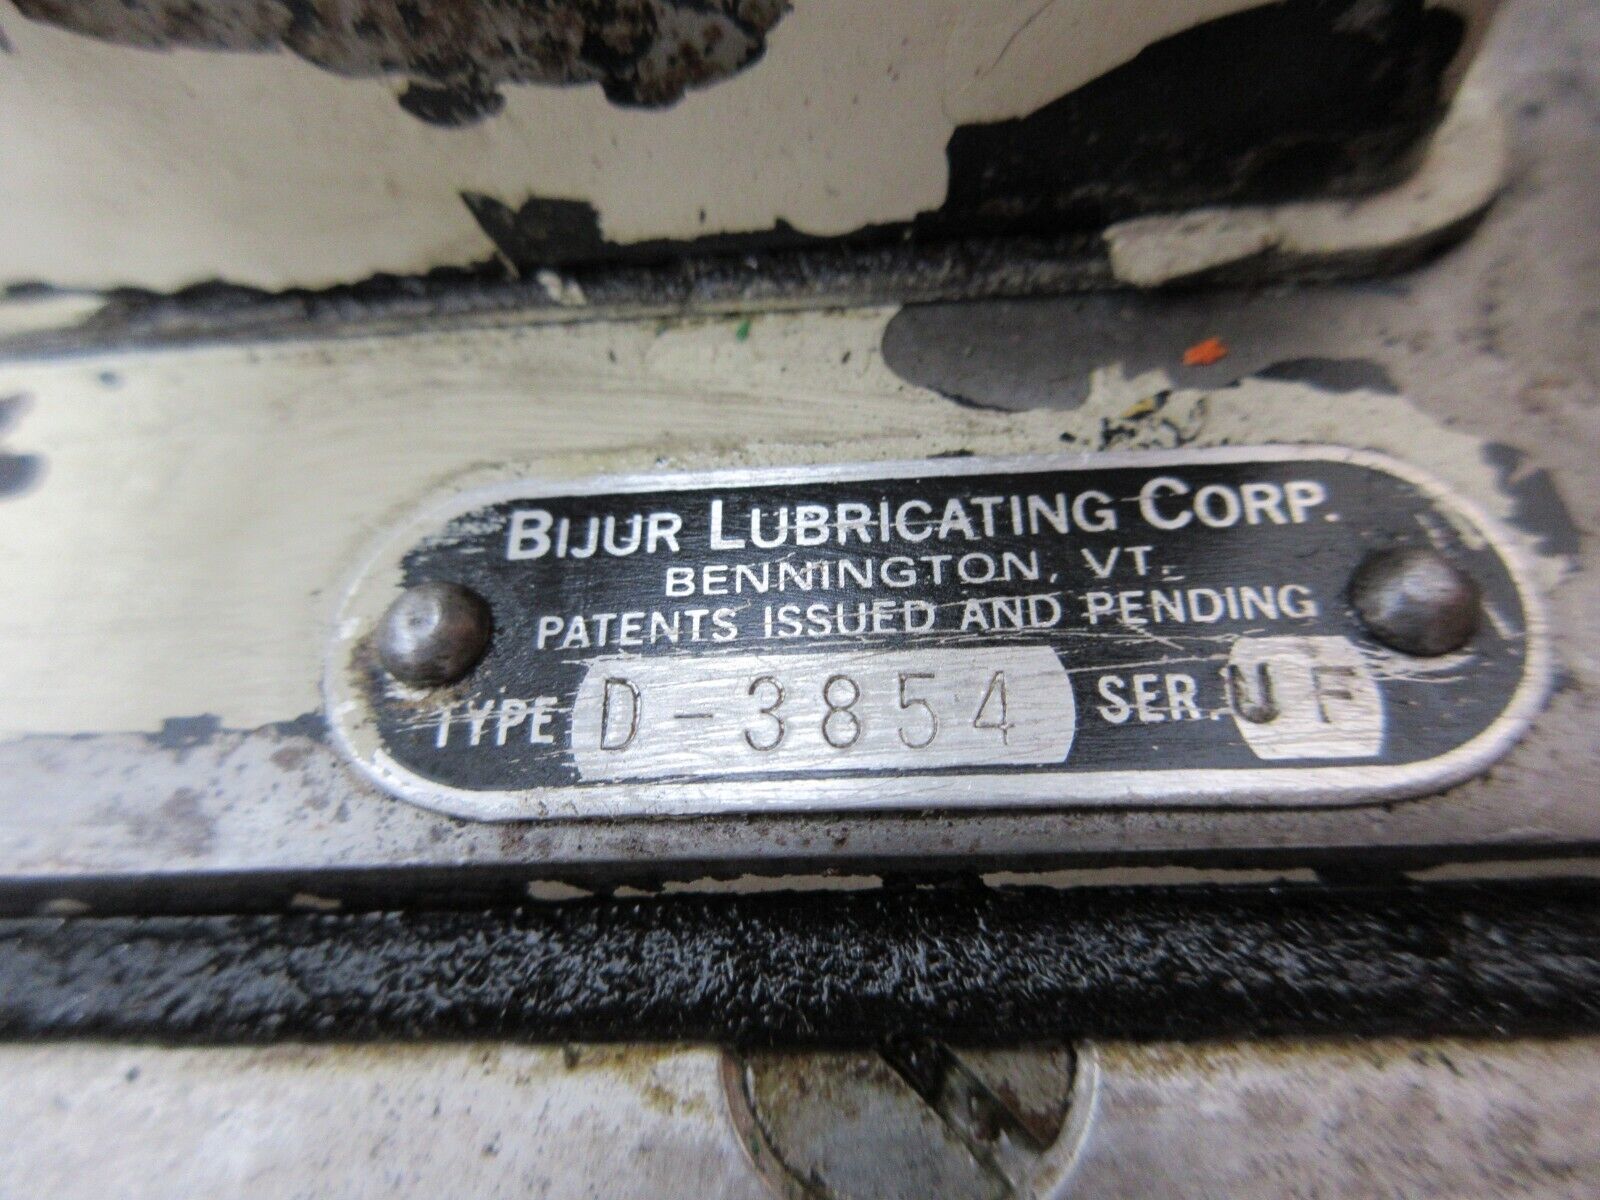 BIJUR LUBRICATING CORP.
BENNINGTON, VT.
PATENTS ISSUED AND PENDING
TYPE D-3854 SER. UF